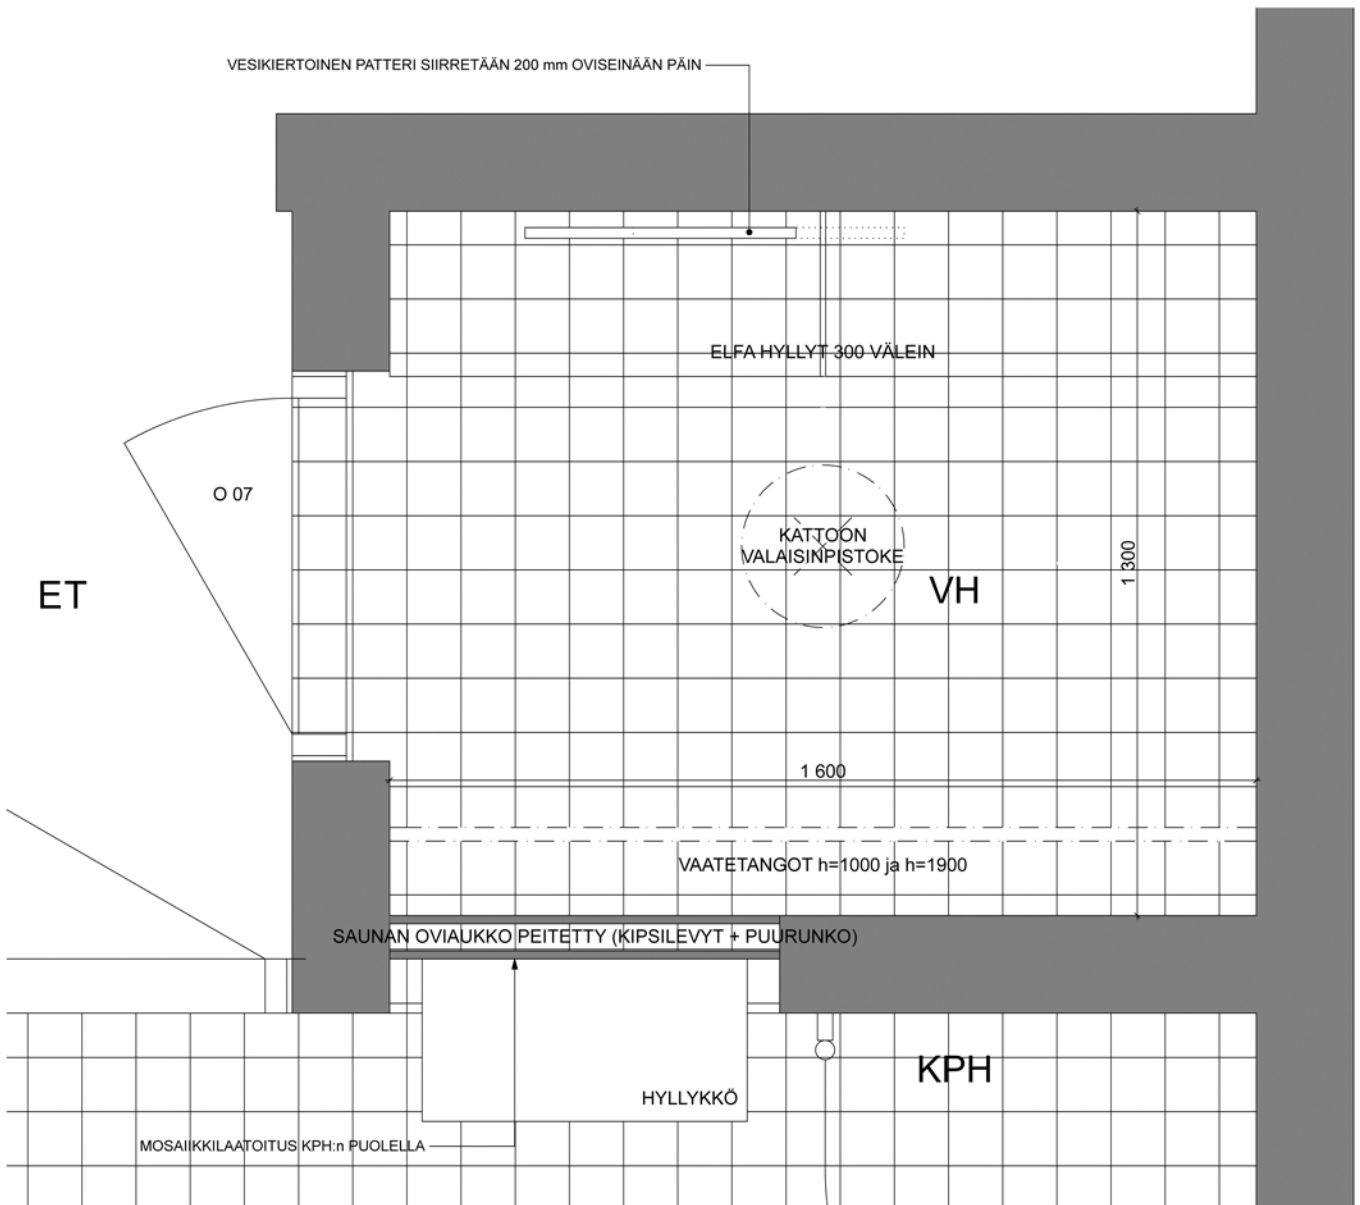 VESIKIERTOINEN PATTERI SIIRRETÄÄN 200 mm OVISEINÄÄN PÄIN
ELFA HYLLYT 300 VÄLEIN
O 07
KATTOON
VALAISINPISTOKE
ET
VH
1 300
1 600
VAATETANGOT h=1000 ja h=1900
SAUNAN OVIAUKKO PEITETTY (KIPSILEVYT + PUURUNKO)
KPH
HYLLYKKÖ
MOSAIIKKILAATOITUS KPH:n PUOLELLA